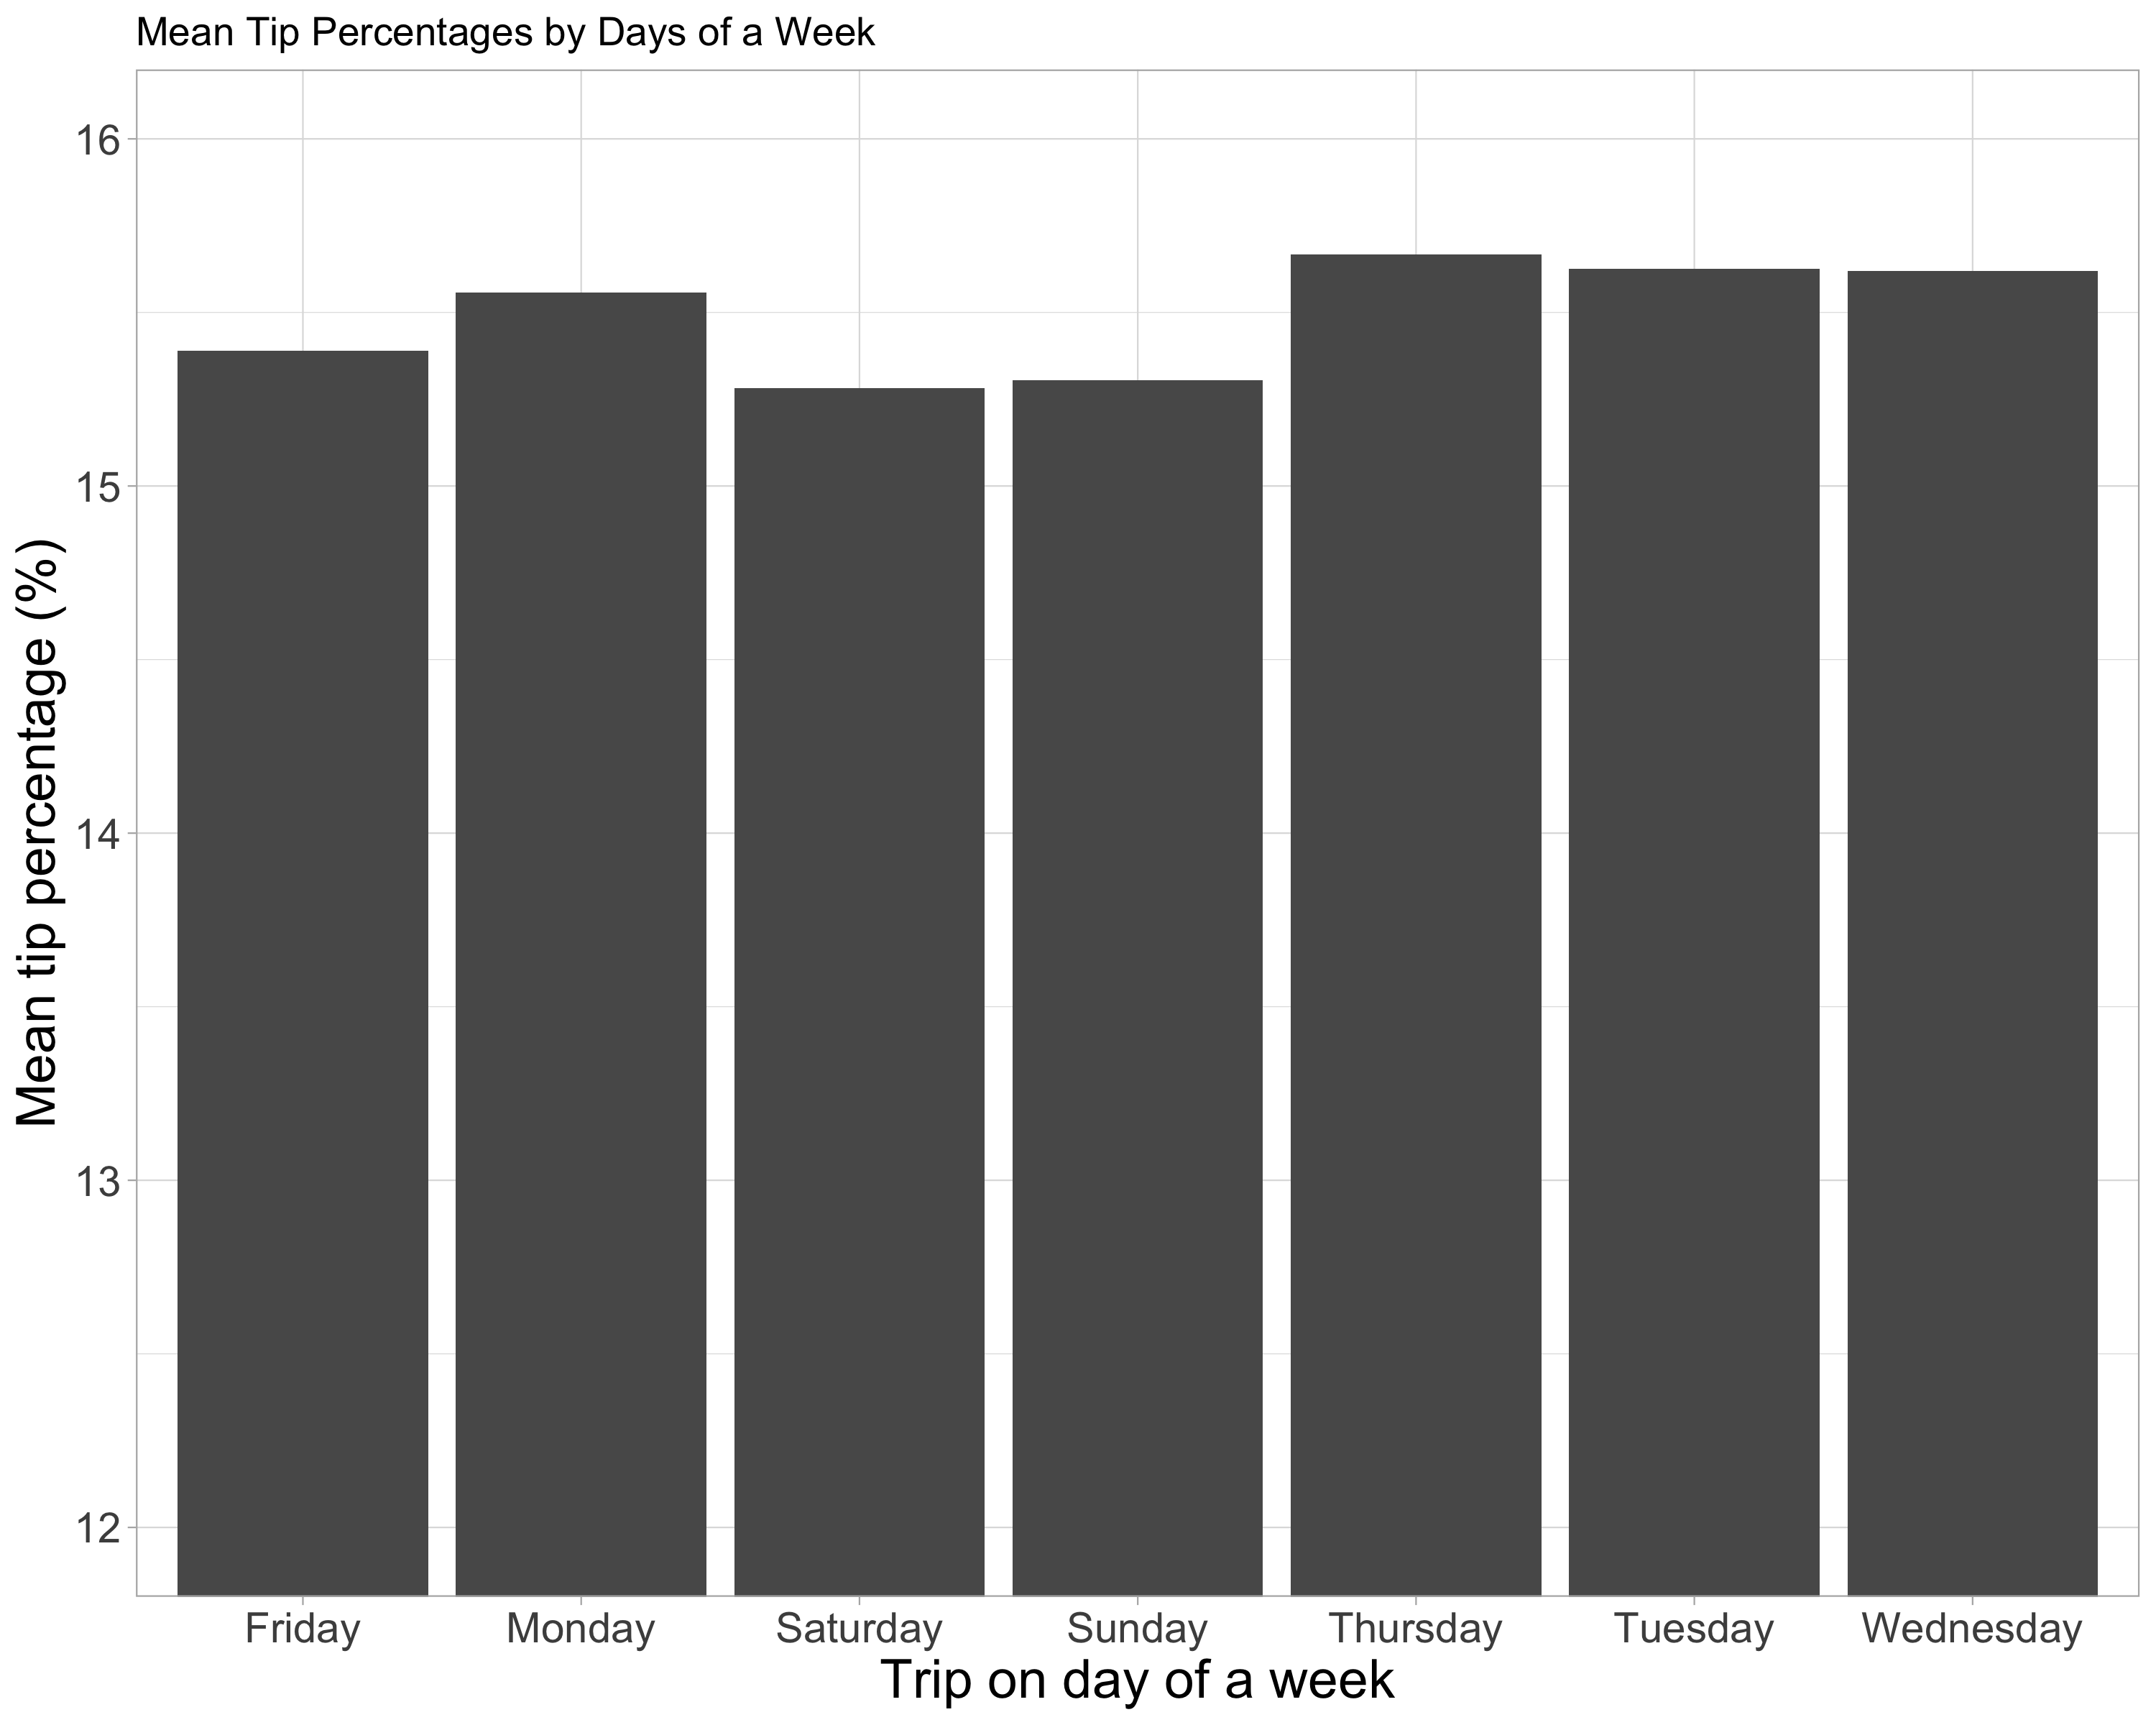 Mean Tip Percentages by Days of a Week
Mean tip percentage (%)
16
15
14
13
12
Friday Monday Saturday Sunday Thursday Tuesday Wednesday
Trip on day of a week